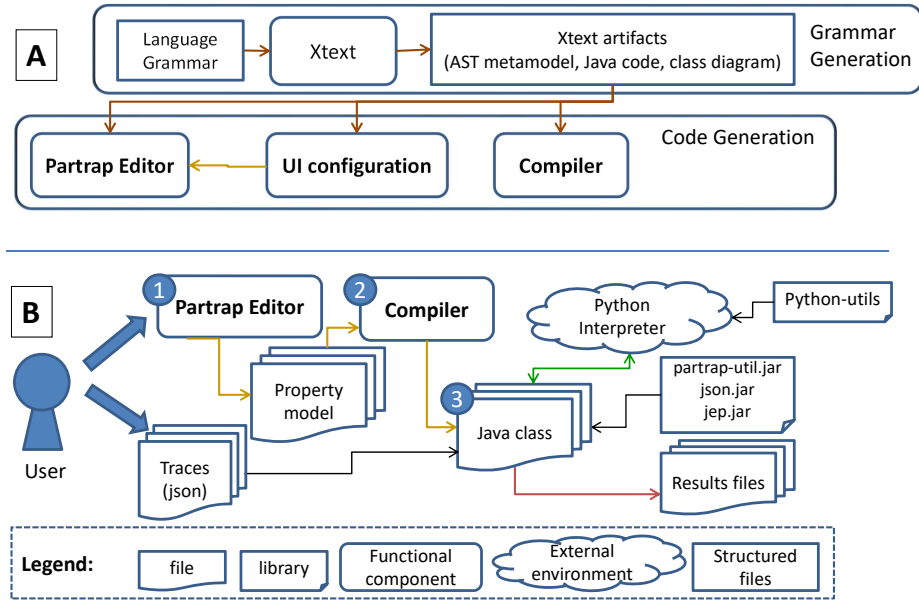 A
Language
Grammar
Xtext
Xtext artifacts
(AST metamodel, Java code, class diagram)
Grammar
Generation
Code Generation
Partrap Editor
UI configuration
Compiler
B
1
Partrap Editor
2
Compiler
Python
Interpreter
Python-utils
Property
model
partrap-util.jar
json.jar
jep.jar
3
Java class
User
Traces
(json)
Results files
Legend:
file
library
Functional
component
External
environment
Structured
files